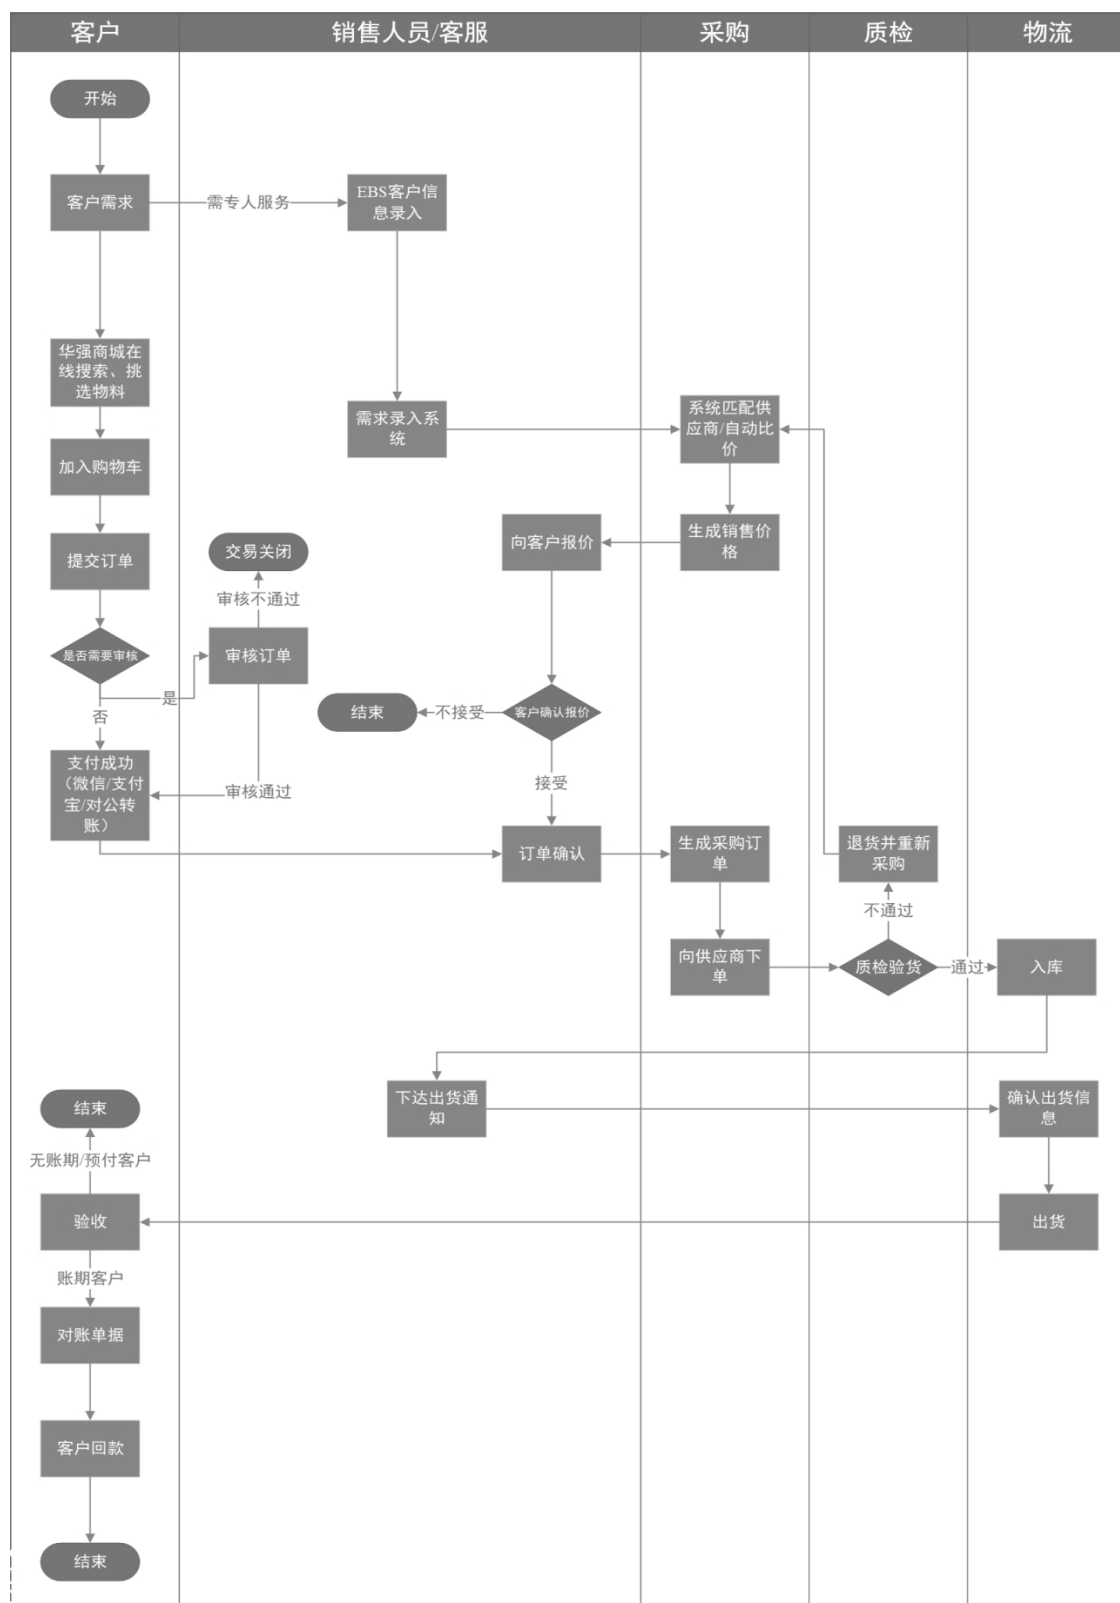 客户
销售人员/客服
采购
质检
物流
开始
客户需求
需专人服务
EBS客户信
息录入
华强商城在
线搜索、挑
选物料
需求录入系
统
系统匹配供
应商/自动比
价
加入购物车
提交订单
交易关闭
审核不通过
向客户报价
生成销售价
格
是否需要审核
审核订单
是
否
结束
不接受
客户确认报价
支付成功
（微信/支付
宝/对公转
账）
审核通过
接受
订单确认
生成采购订
单
退货并重新
采购
不通过
向供应商下
单
质检验货
通过
入库
结束
下达出货通
知
确认出货信
息
无账期/预付客户
验收
出货
账期客户
对账单据
客户回款
结束